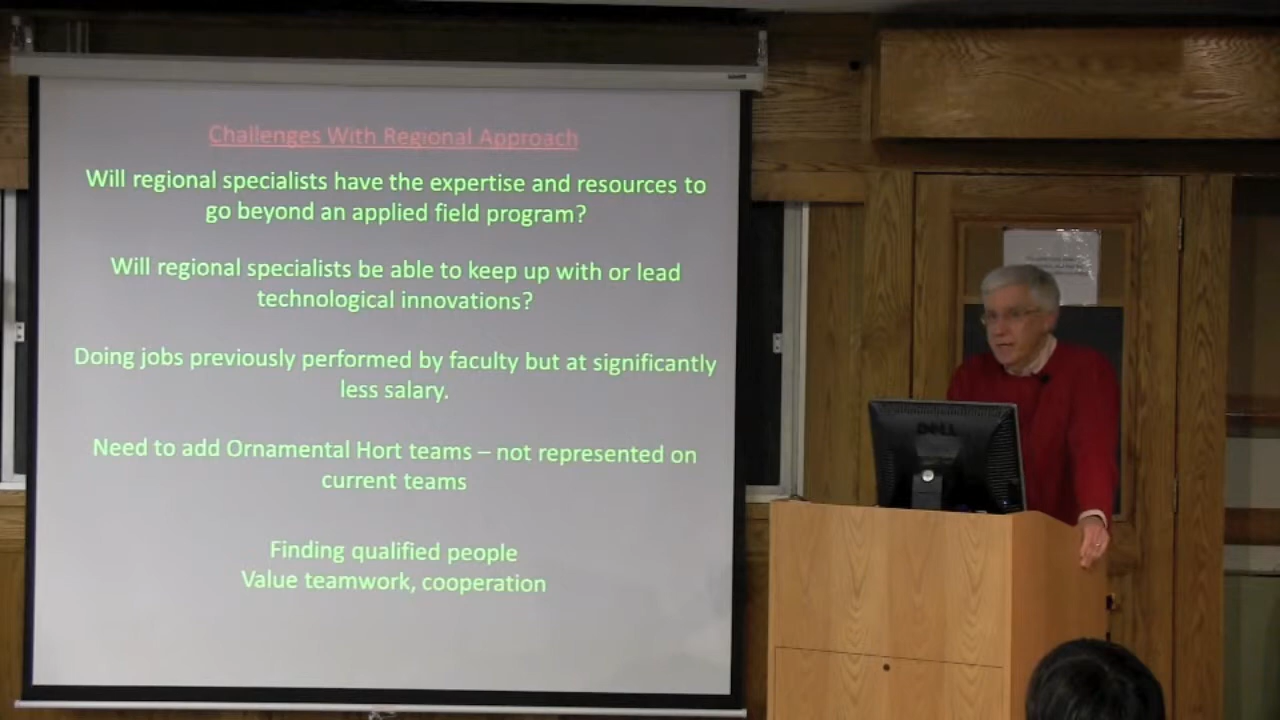 Challenges With Regional Approach
Will regional specialists have the expertise and resources to
go beyond an applied field program?
Will regional specialists be able to keep up with or lead
technological innovations?
Doing jobs previously performed by faculty but at significantly
less salary.
Need to add Ornamental Hort teams – not represented on
current teams
Finding qualified people
Value teamwork, cooperation
DELL